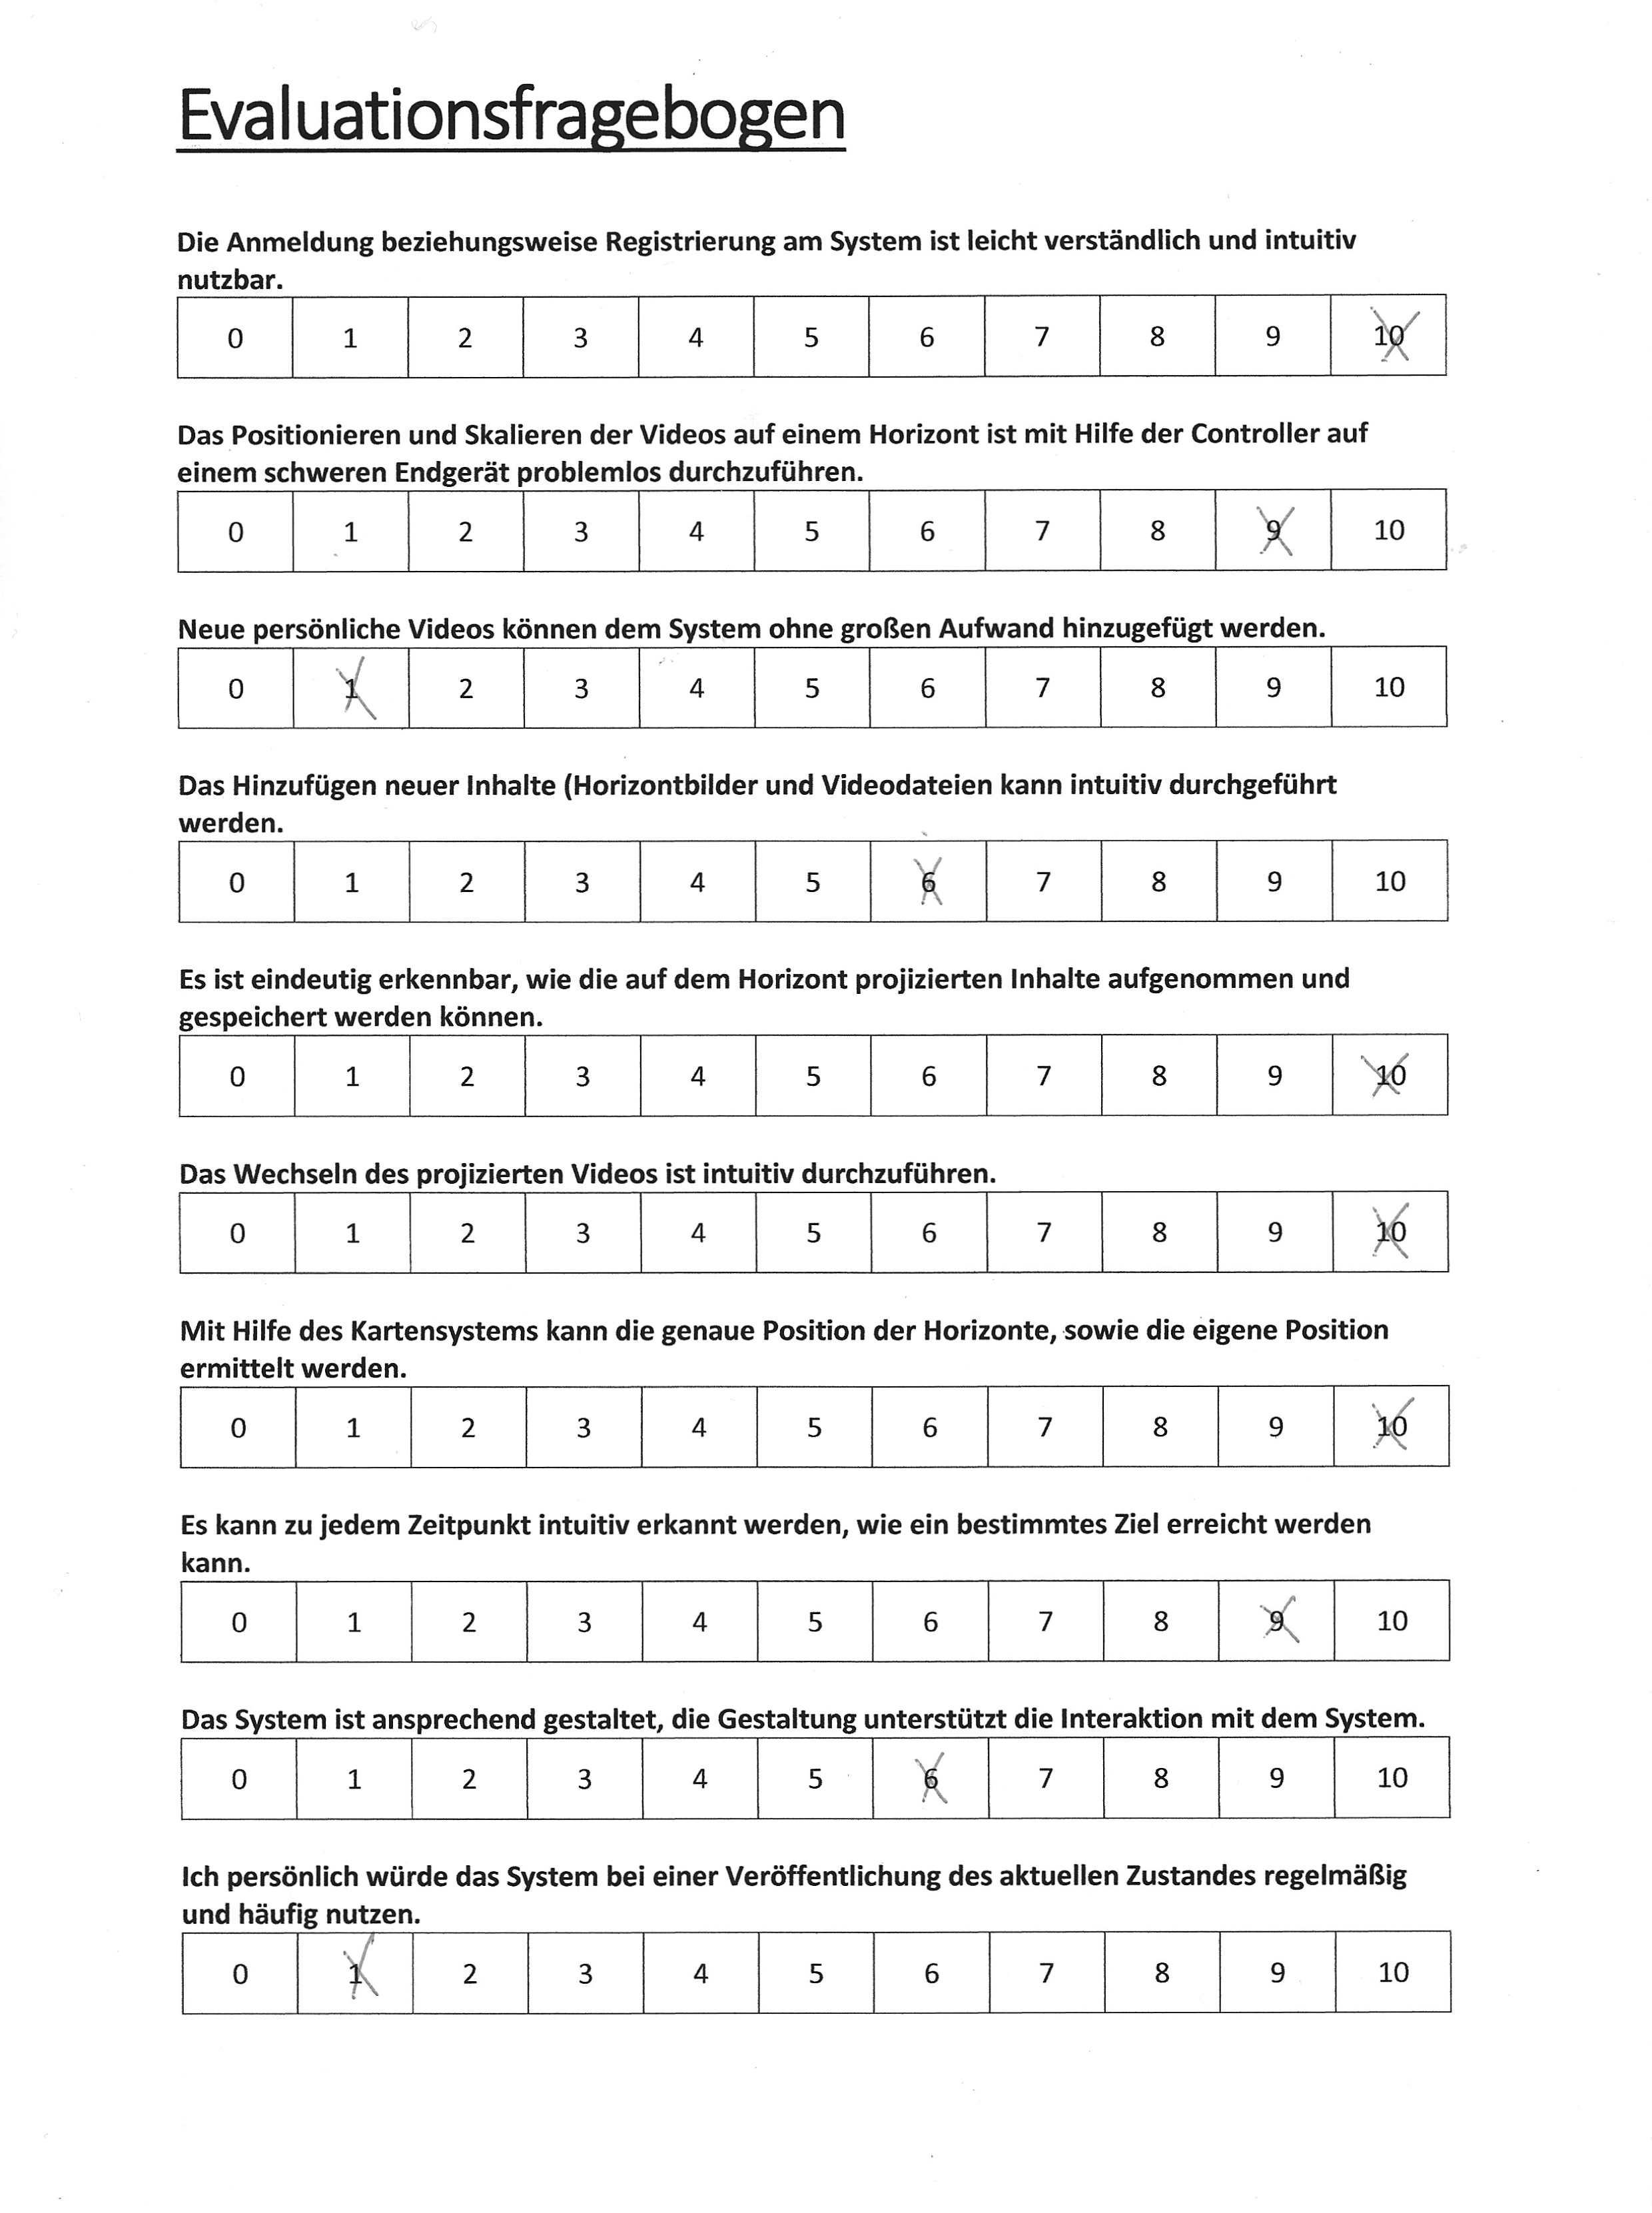 Evaluationsfragebogen
Die Anmeldung beziehungsweise Registrierung am System ist leicht verständlich und intuitiv
nutzbar.
0 1 2 3 4 5 6 7 8 9 10
Das Positionieren und Skalieren der Videos auf einem Horizont ist mit Hilfe der Controller auf
einem schweren Endgerät problemlos durchzuführen.
0 1 2 3 4 5 6 7 8 9 10
Neue persönliche Videos können dem System ohne großen Aufwand hinzugefügt werden.
0 1 2 3 4 5 6 7 8 9 10
Das Hinzufügen neuer Inhalte (Horizontbilder und Videodateien kann intuitiv durchgeführt
werden.
0 1 2 3 4 5 6 7 8 9 10
Es ist eindeutig erkennbar, wie die auf dem Horizont projizierten Inhalte aufgenommen und
gespeichert werden können.
0 1 2 3 4 5 6 7 8 9 10
Das Wechseln des projizierten Videos ist intuitiv durchzuführen.
0 1 2 3 4 5 6 7 8 9 10
Mit Hilfe des Kartensystems kann die genaue Position der Horizonte, sowie die eigene Position
ermittelt werden.
0 1 2 3 4 5 6 7 8 9 10
Es kann zu jedem Zeitpunkt intuitiv erkannt werden, wie ein bestimmtes Ziel erreicht werden
kann.
0 1 2 3 4 5 6 7 8 9 10
Das System ist ansprechend gestaltet, die Gestaltung unterstützt die Interaktion mit dem System.
0 1 2 3 4 5 6 7 8 9 10
Ich persönlich würde das System bei einer Veröffentlichung des aktuellen Zustandes regelmäßig
und häufig nutzen.
0 1 2 3 4 5 6 7 8 9 10